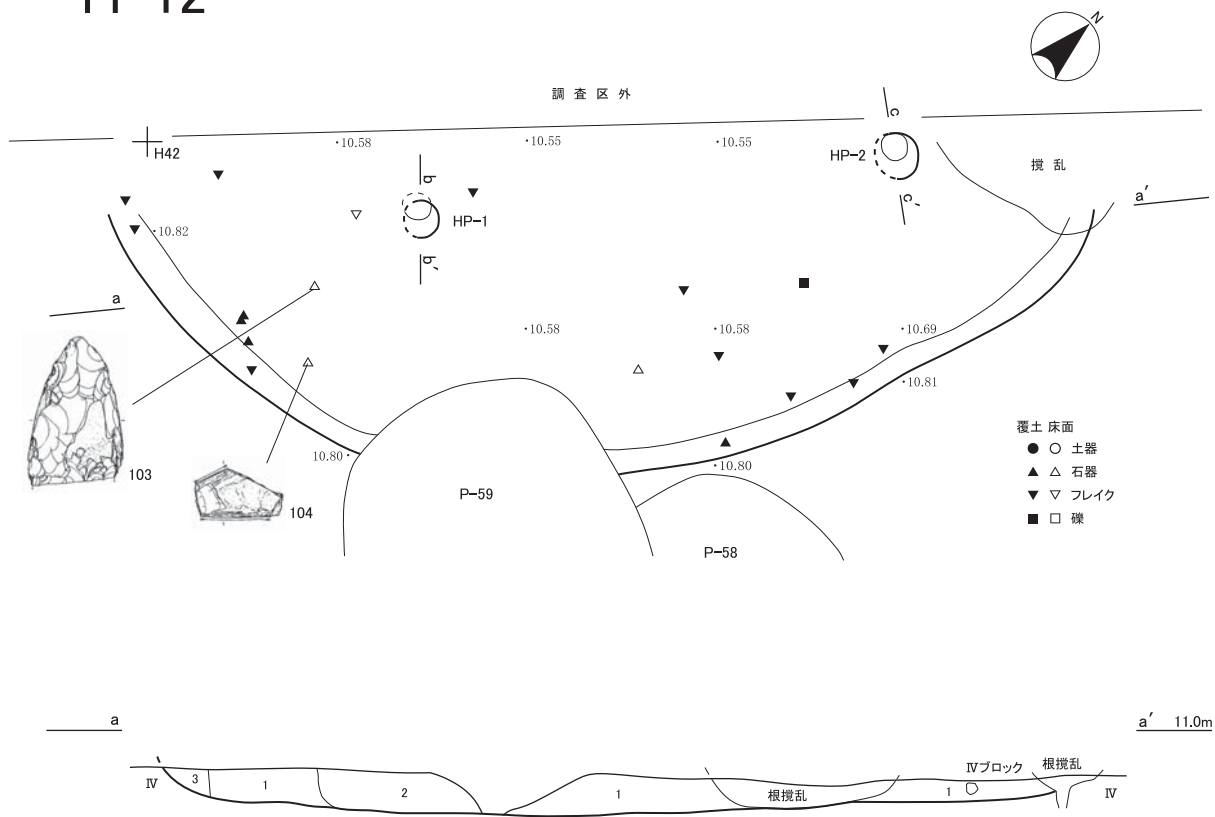 N
調査区外
c
H42
・10.58
・10.55
・10.55
HP-2
撹乱
b
HP-1
c'
a'
・10.82
b'
a
・10.58
・10.58
・10.69
・10.81
103
10.80・
・10.80
104
P-59
P-58
覆土 床面
● ○ 土器
▲ △ 石器
▼ ▽ フレイク
■ □ 礫
a
a' 11.0m
Ⅳ 3 1 2 1 根撹乱 1 Ⅳブロック 根撹乱 Ⅳ